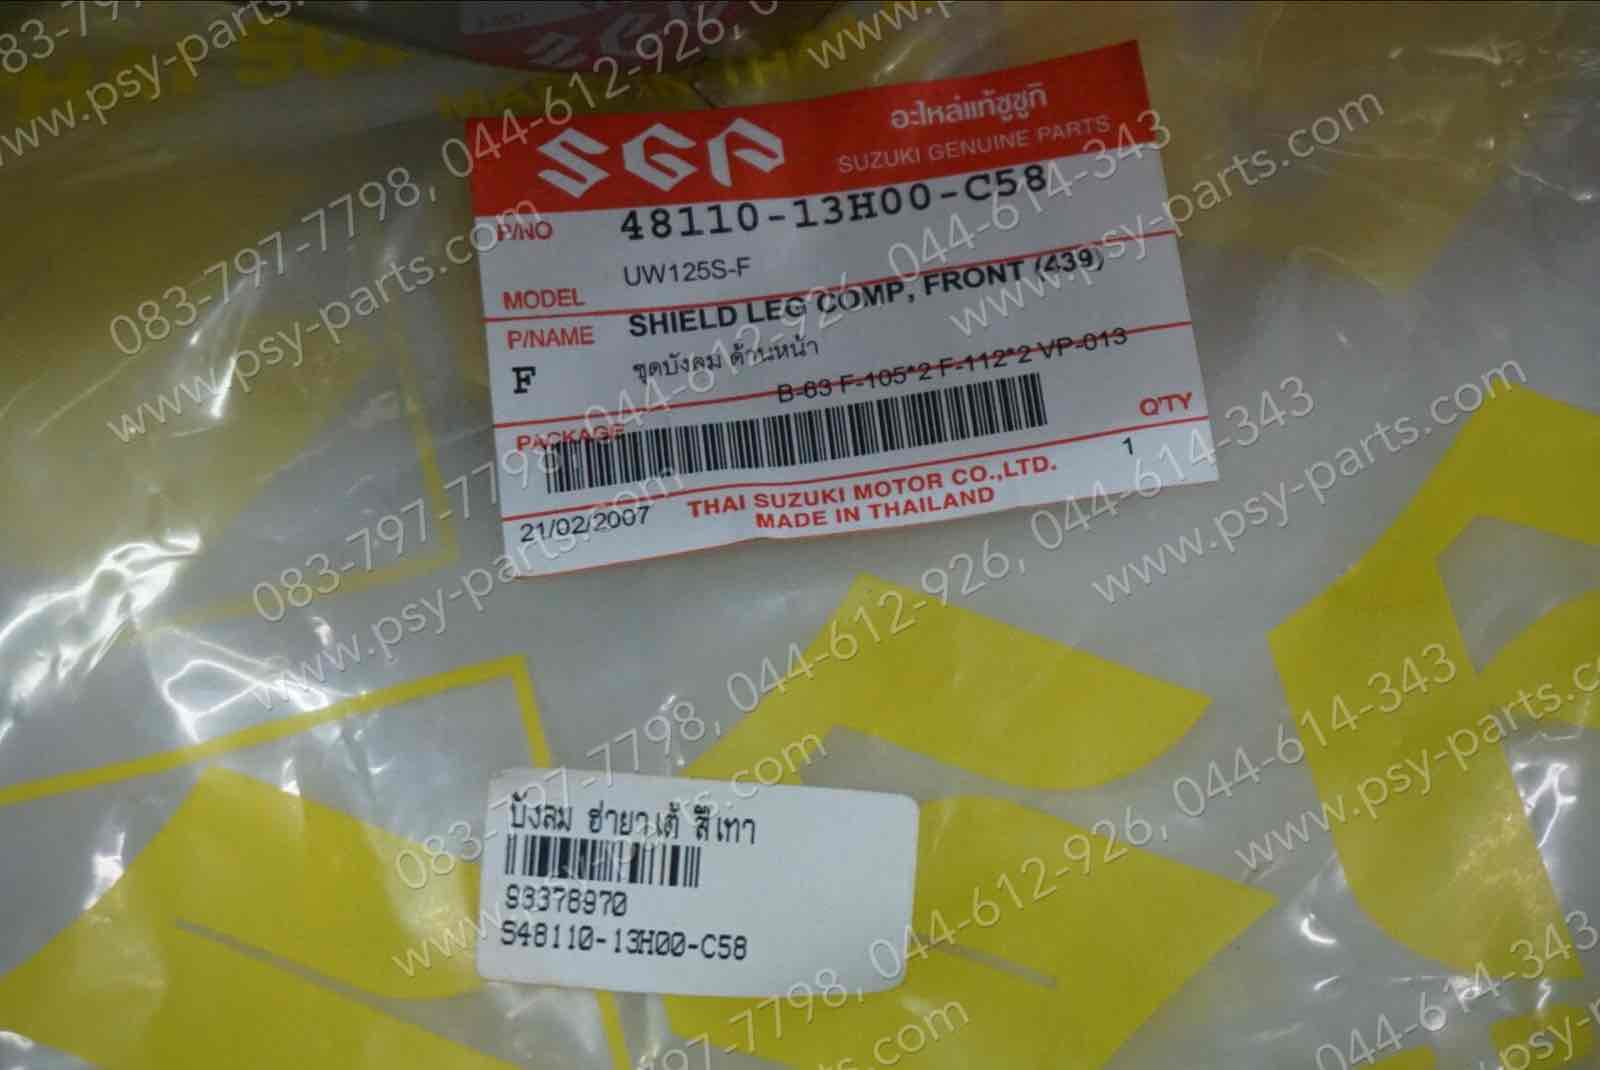 SGP
อะไหล่แท้ซูซูกิ
SUZUKI GENUINE PARTS
P/NO 48110-13H00-C58
MODEL UW125S-F
P/NAME SHIELD LEG COMP, FRONT (439)
F ชุดบังลม ด้านหน้า
B-63 F-105*2 F-112*2 VP-013
PACKAGE Q'TY
1
THAI SUZUKI MOTOR CO.,LTD.
21/02/2007 MADE IN THAILAND
บังลม ฮายาเต้ สีเทา
S3378970
S48110-13H00-C58
083-797-7798, 044-612-926, 044-614-343
www.psy-parts.com